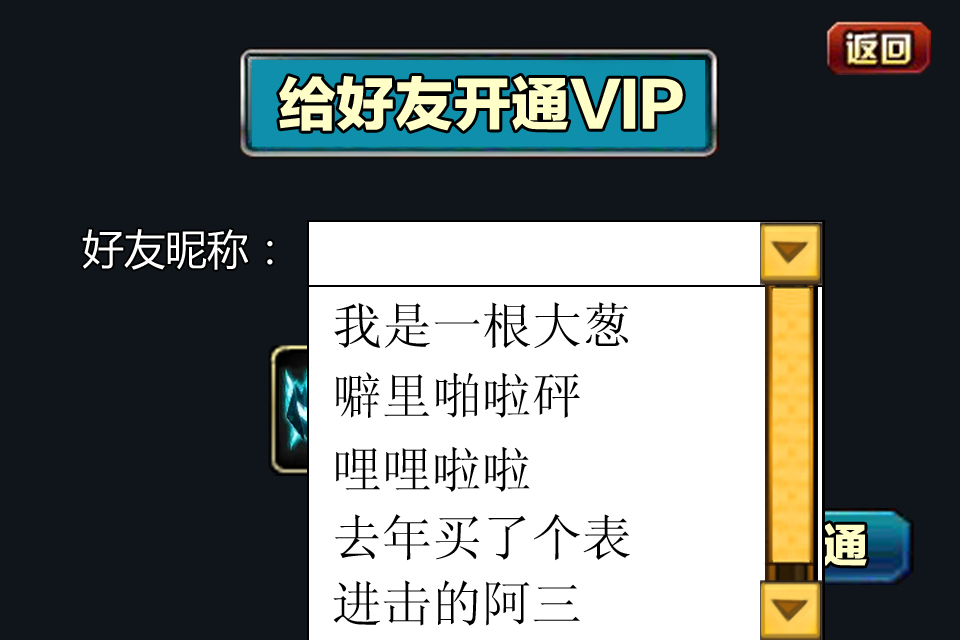 返回
给好友开通VIP
好友昵称：
我是一根大葱
噼里啪啦砰
哩哩啦啦
去年买了个表
进击的阿三
通